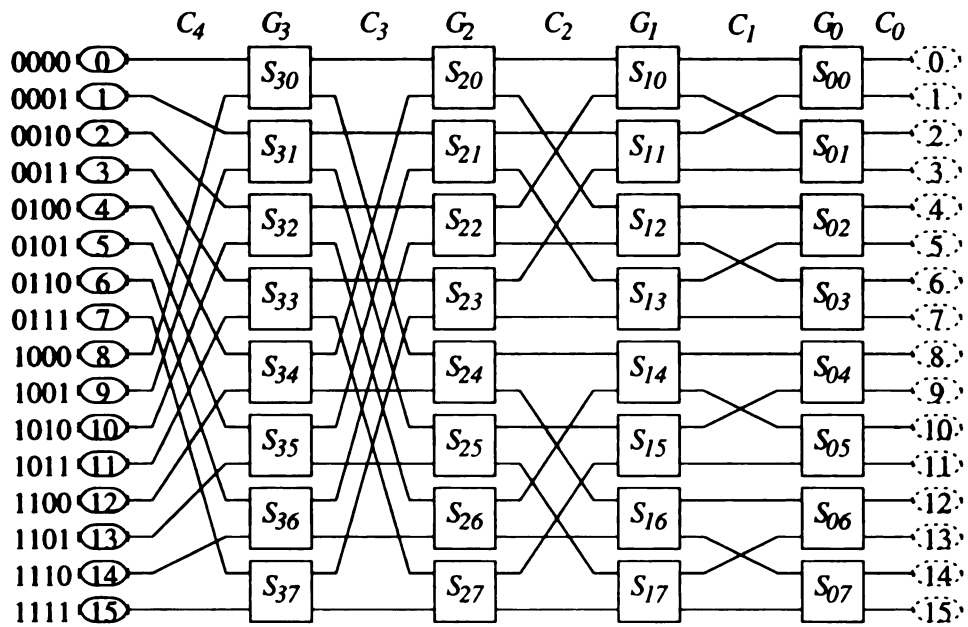 C4 G3 C3 G2 C2 G1 C1 G0 C0
0000 0 S30 S20 S10 S00 0
0001 1 1
0010 2 S31 S21 S11 S01 2
0011 3 3
0100 4 S32 S22 S12 S02 4
0101 5 5
0110 6 S33 S23 S13 S03 6
0111 7 7
1000 8 S34 S24 S14 S04 8
1001 9 9
1010 10 S35 S25 S15 S05 10
1011 11 11
1100 12 S36 S26 S16 S06 12
1101 13 13
1110 14 S37 S27 S17 S07 14
1111 15 15